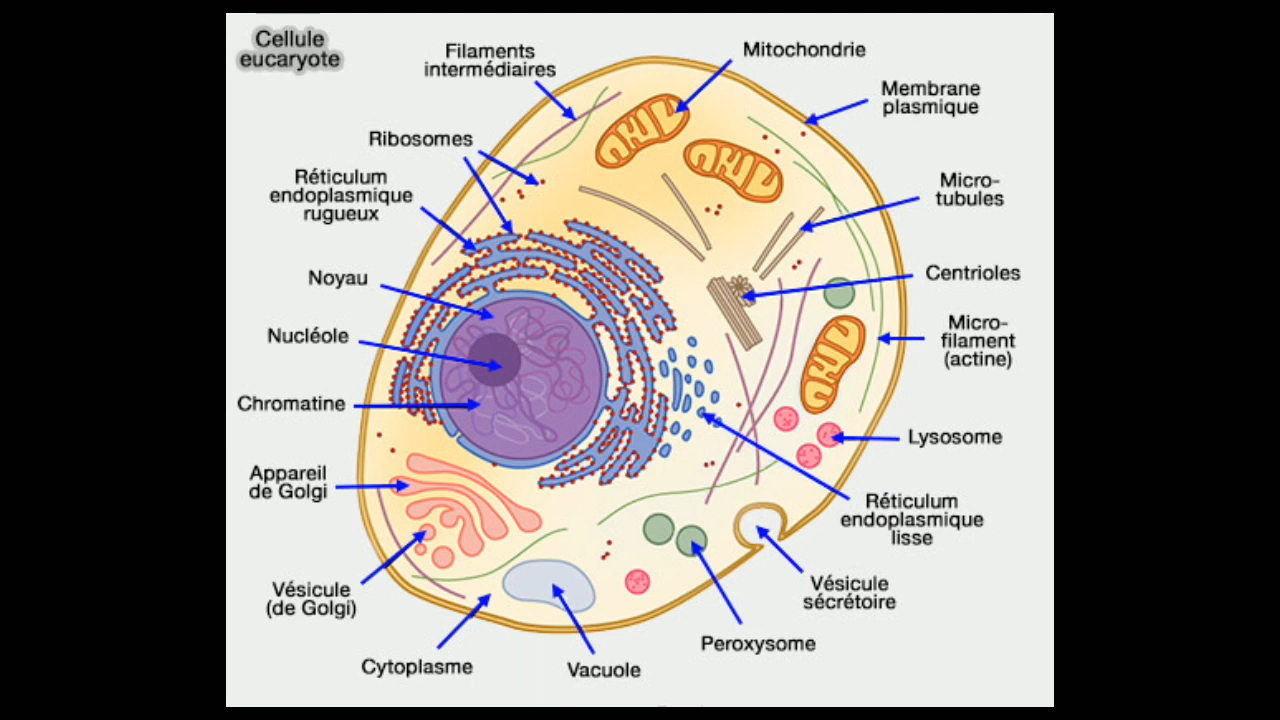 Cellule
eucaryote
Filaments
intermédiaires
Mitochondrie
Membrane
plasmique
Ribosomes
Réticulum
endoplasmique
rugueux
Micro-
tubules
Noyau
Centrioles
Nucléole
Micro-
filament
(actine)
Chromatine
Lysosome
Appareil
de Golgi
Réticulum
endoplasmique
lisse
Vésicule
(de Golgi)
Vésicule
sécrétoire
Peroxysome
Cytoplasme
Vacuole